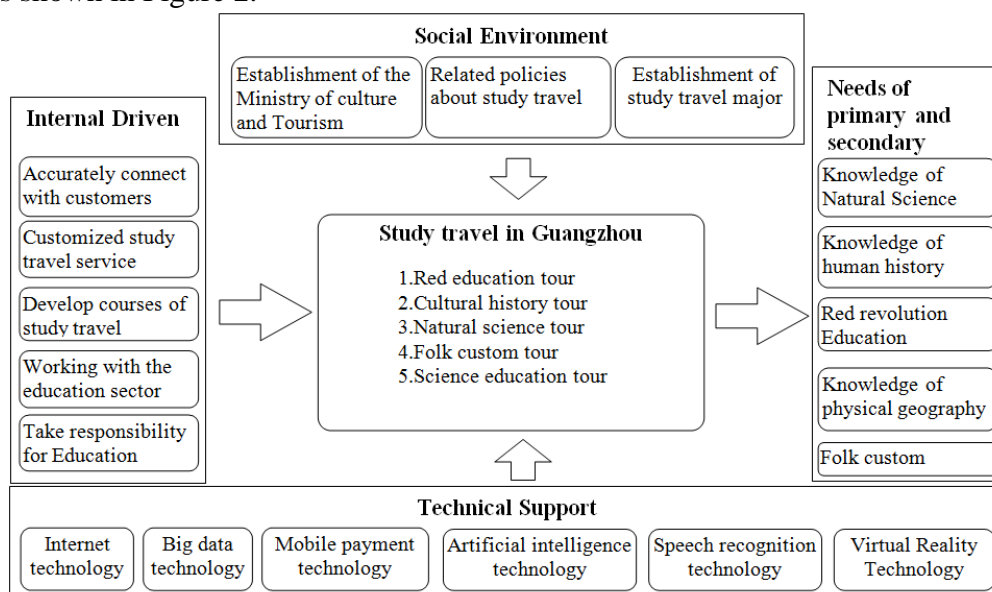 s shown in Figure 2.
Social Environment
Establishment of the
Ministry of culture
and Tourism
Related policies
about study travel
Establishment of
study travel major
Internal Driven
Accurately connect
with customers
Customized study
travel service
Develop courses of
study travel
Working with the
education sector
Take responsibility
for Education
Study travel in Guangzhou
1.Red education tour
2.Cultural history tour
3.Natural science tour
4.Folk custom tour
5.Science education tour
Needs of
primary and
secondary
Knowledge of
Natural Science
Knowledge of
human history
Red revolution
Education
Knowledge of
physical geography
Folk custom
Technical Support
Internet
technology
Big data
technology
Mobile payment
technology
Artificial intelligence
technology
Speech recognition
technology
Virtual Reality
Technology